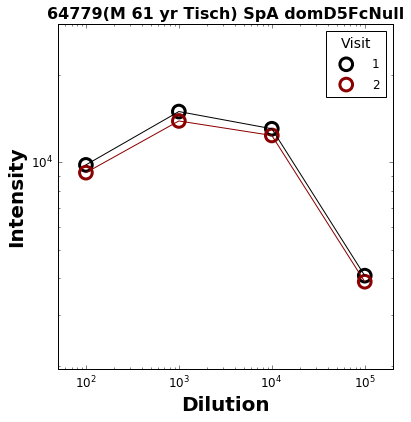 64779(M 61 yr Tisch) SpA domD5FcNull
Visit
1
2
Intensity
10^4
10^2 10^3 10^4 10^5
Dilution